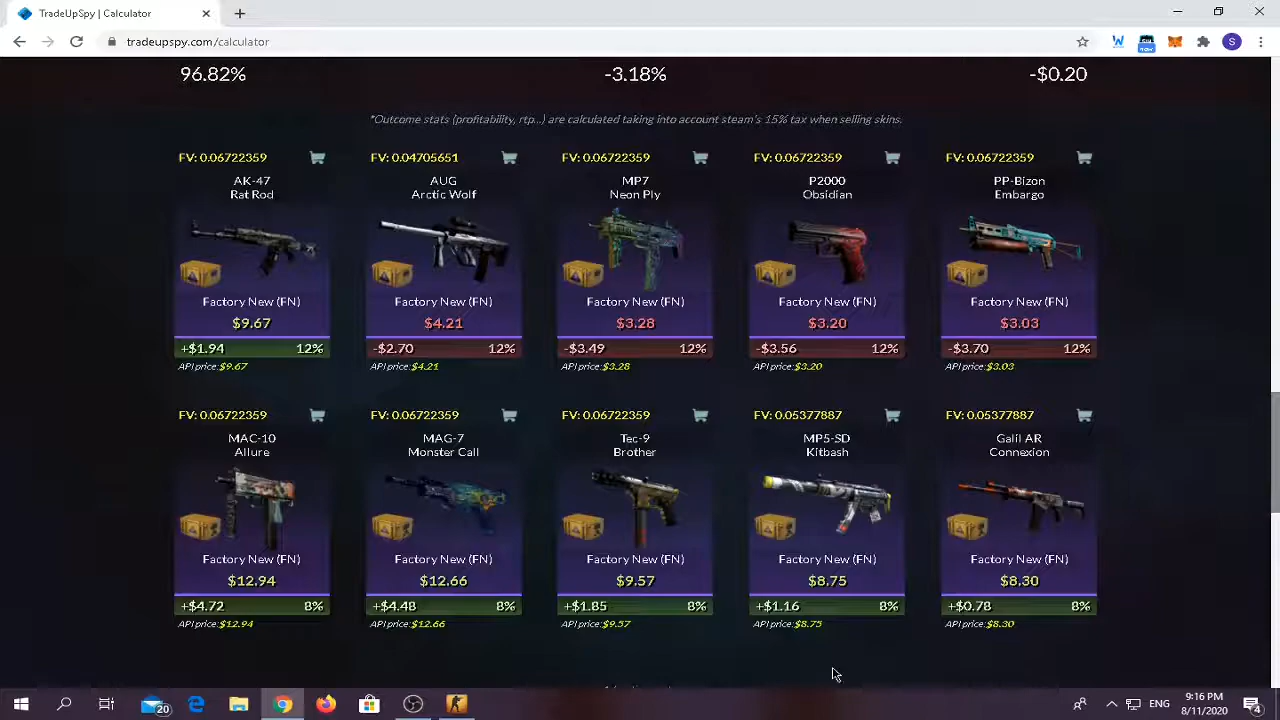 TradeUpSpy | Calculator
tradeupspy.com/calculator
96.82%
-3.18%
-$0.20
*Outcome stats (profitability, rtp...) are calculated taking into account steam's 15% tax when selling skins.
FV: 0.06722359
FV: 0.04705651
FV: 0.06722359
FV: 0.06722359
FV: 0.06722359
AK-47
Rat Rod
AUG
Arctic Wolf
MP7
Neon Ply
P2000
Obsidian
PP-Bizon
Embargo
Factory New (FN)
Factory New (FN)
Factory New (FN)
Factory New (FN)
Factory New (FN)
$9.67
$4.21
$3.28
$3.20
$3.03
+$1.94 12%
-$2.70 12%
-$3.49 12%
-$3.56 12%
-$3.70 12%
API price:$9.67
API price:$4.21
API price:$3.28
API price:$3.20
API price:$3.03
FV: 0.06722359
FV: 0.06722359
FV: 0.06722359
FV: 0.05377887
FV: 0.05377887
MAC-10
Allure
MAG-7
Monster Call
Tec-9
Brother
MP5-SD
Kitbash
Galil AR
Connexion
Factory New (FN)
Factory New (FN)
Factory New (FN)
Factory New (FN)
Factory New (FN)
$12.94
$12.66
$9.57
$8.75
$8.30
+$4.72 8%
+$4.48 8%
+$1.85 8%
+$1.16 8%
+$0.78 8%
API price:$12.94
API price:$12.66
API price:$9.57
API price:$8.75
API price:$8.30
20
ENG
9:16 PM
8/11/2020
4